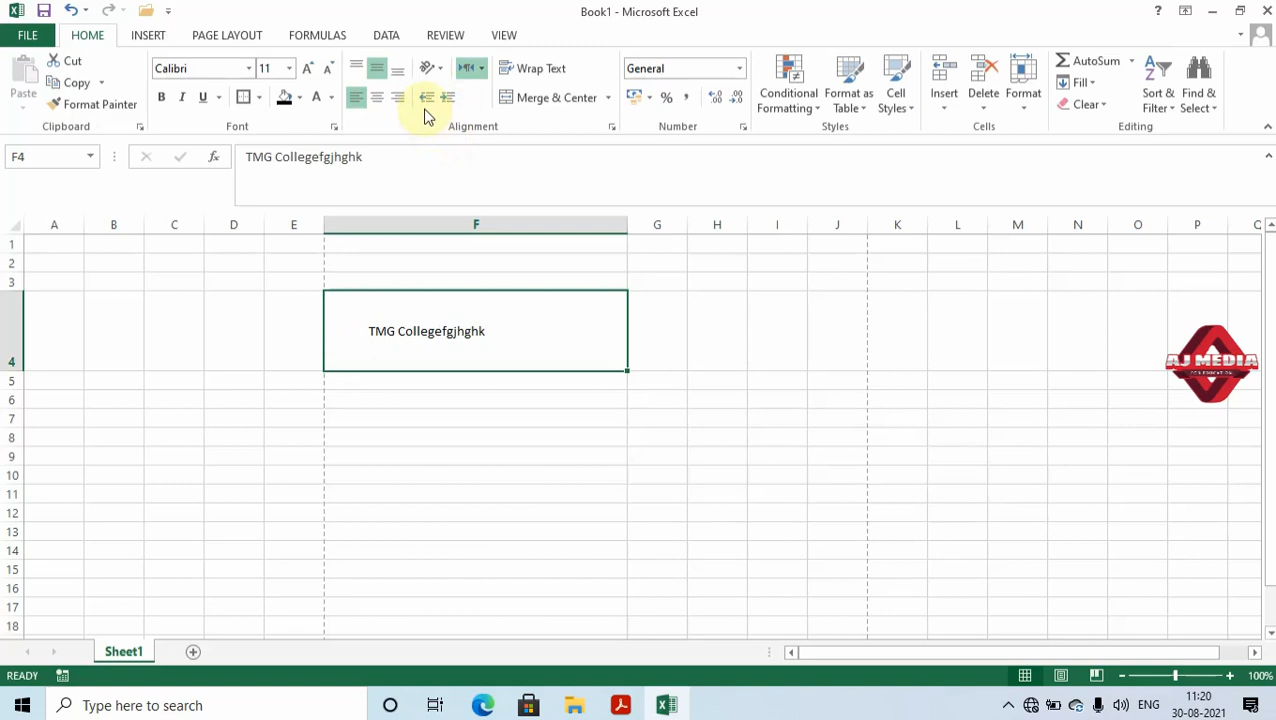 Book1 - Microsoft Excel
FILE HOME INSERT PAGE LAYOUT FORMULAS DATA REVIEW VIEW
Paste
Cut
Copy
Format Painter
Clipboard
Calibri 11
B I U
Font
Wrap Text
Merge & Center
Alignment
General
Number
Conditional Formatting
Format as Table
Cell Styles
Styles
Insert
Delete
Format
Cells
AutoSum
Fill
Clear
Sort & Filter
Find & Select
Editing
F4
fx
TMG Collegefgjhghk
A B C D E F G H I J K L M N O P
1
2
3
TMG Collegefgjhghk
4
AJ MEDIA
FOR EDUCATION
5
6
7
8
9
10
11
12
13
14
15
16
17
18
Sheet1
READY
100%
Type here to search
ENG
11:20
30-08-2021